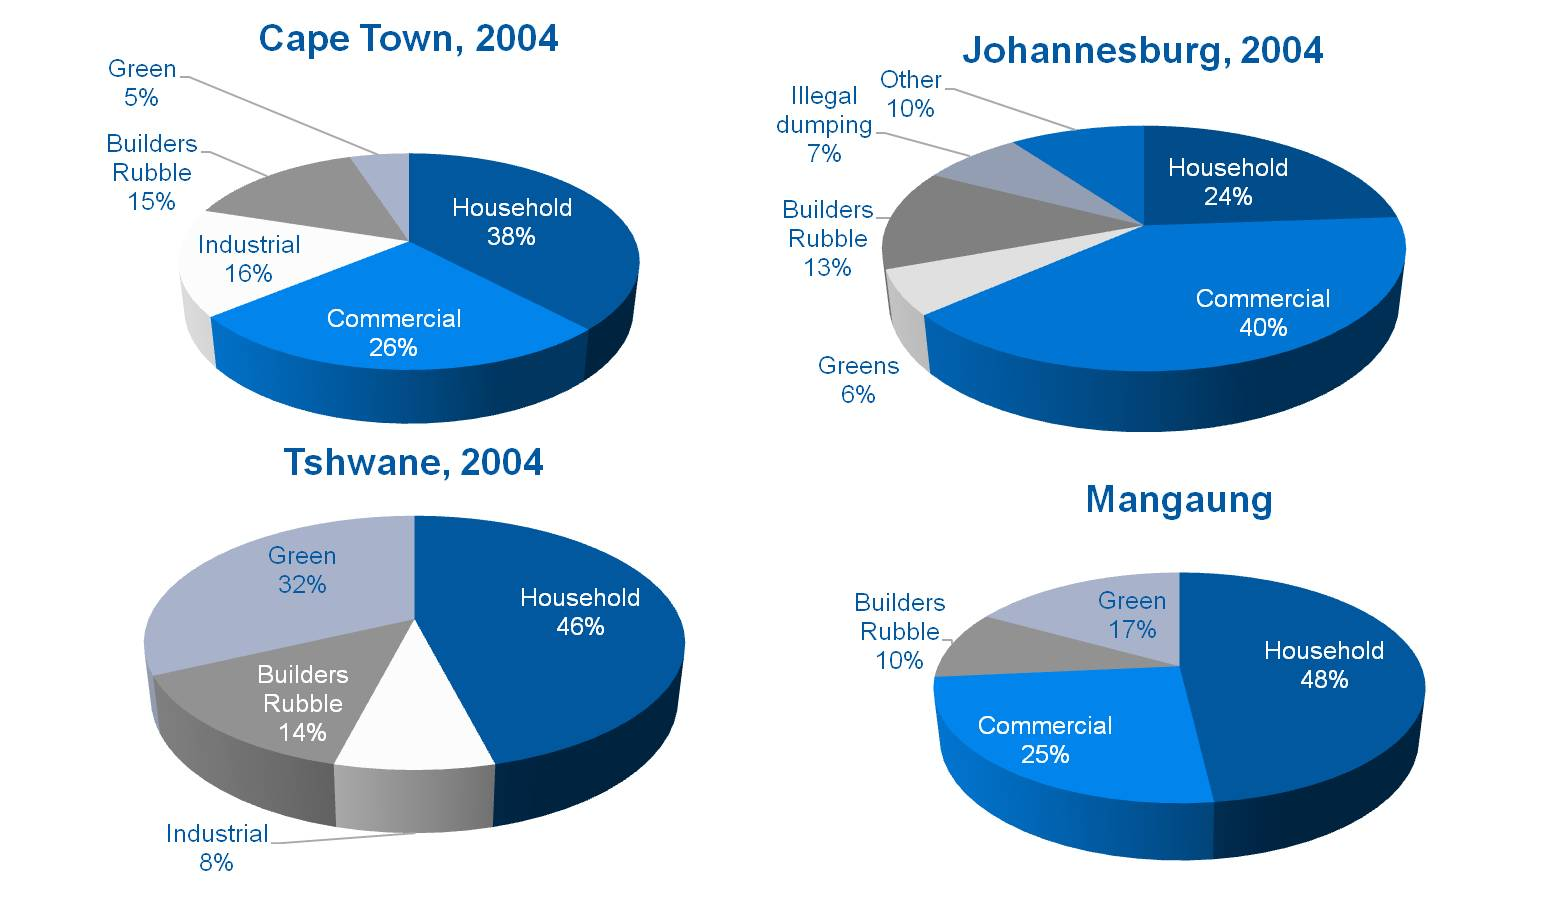 Cape Town, 2004
Green
5%
Builders
Rubble
15%
Industrial
16%
Household
38%
Commercial
26%
Johannesburg, 2004
Other
10%
Illegal
dumping
7%
Builders
Rubble
13%
Greens
6%
Household
24%
Commercial
40%
Tshwane, 2004
Green
32%
Household
46%
Builders
Rubble
14%
Industrial
8%
Mangaung
Builders
Rubble
10%
Green
17%
Household
48%
Commercial
25%